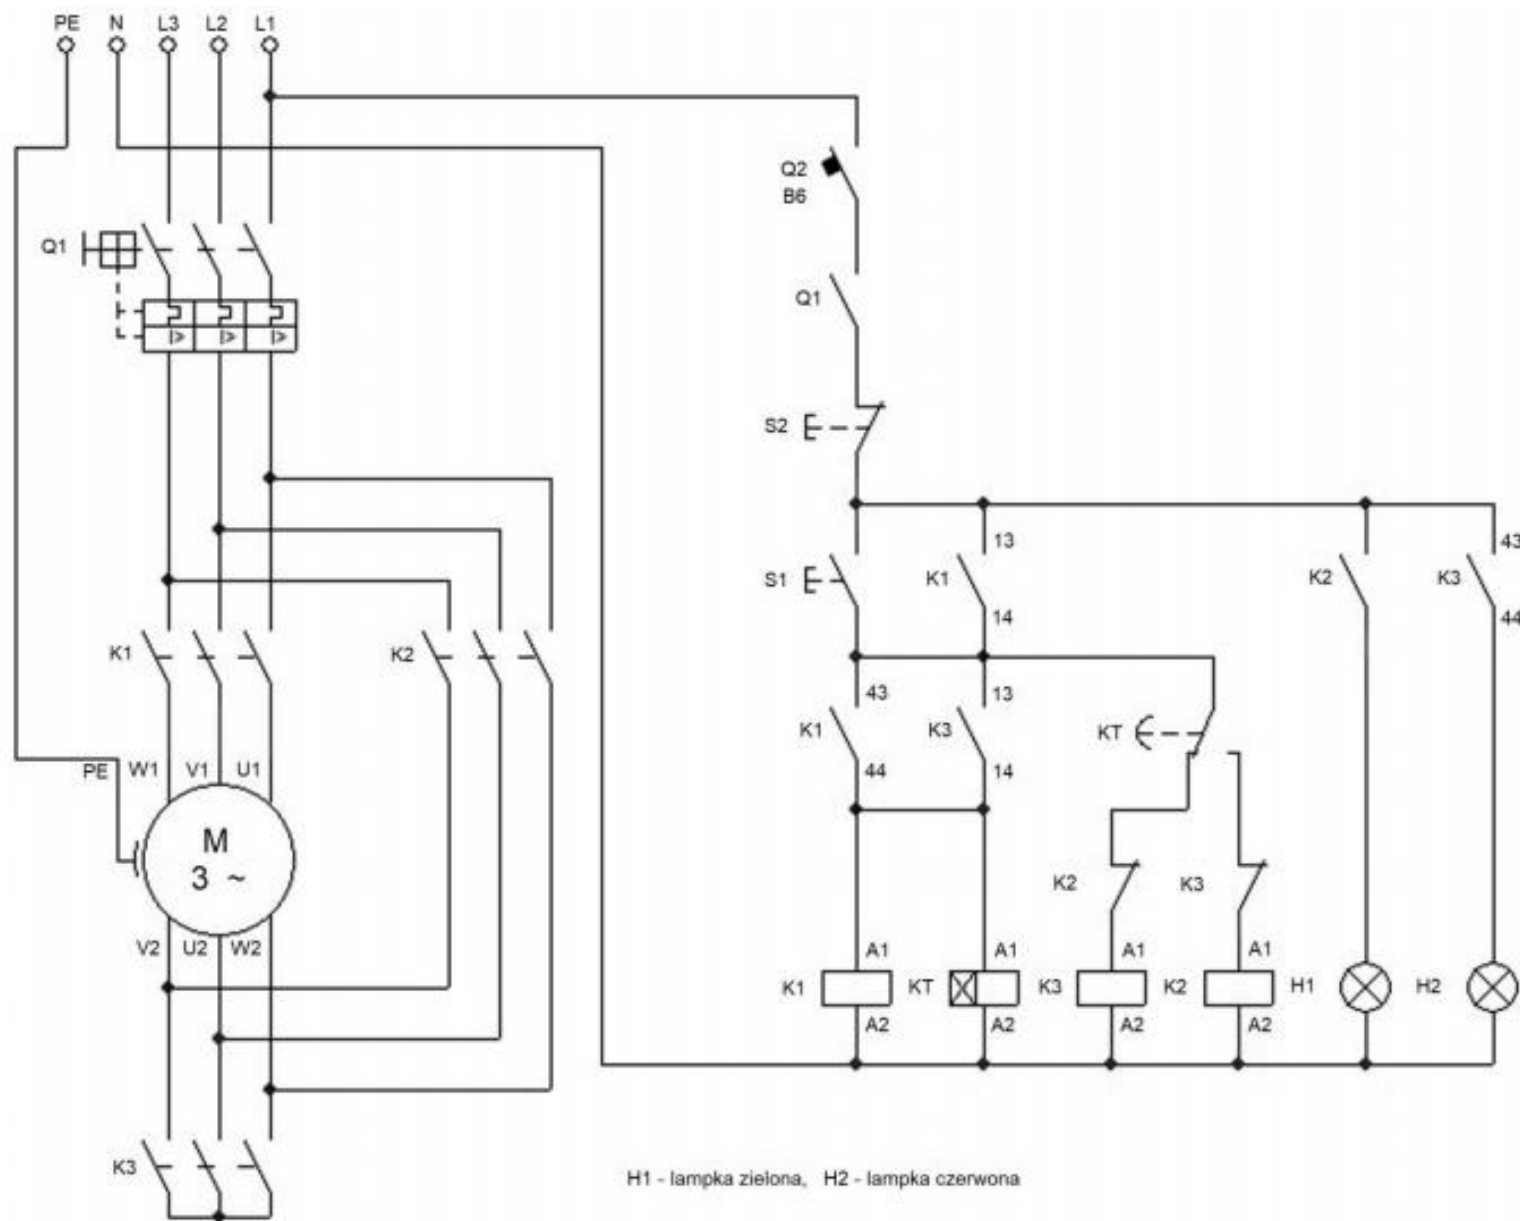 PE N L3 L2 L1
Q2
B6
Q1
Q1
S2
13
43
S1
K1
K2
K3
14
44
K1
K2
43
13
K1
K3
KT
44
14
PE W1 V1 U1
M
3 ~
K2
K3
V2 U2 W2
A1 A1 A1 A1
K1 KT K3 K2 H1 H2
A2 A2 A2 A2
K3
H1 - lampka zielona, H2 - lampka czerwona